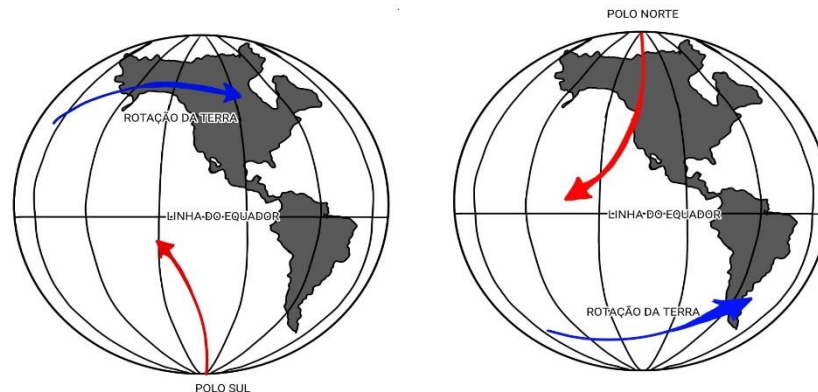 ROTAÇÃO DA TERRA
LINHA DO EQUADOR
POLO SUL
POLO NORTE
LINHA DO EQUADOR
ROTAÇÃO DA TERRA